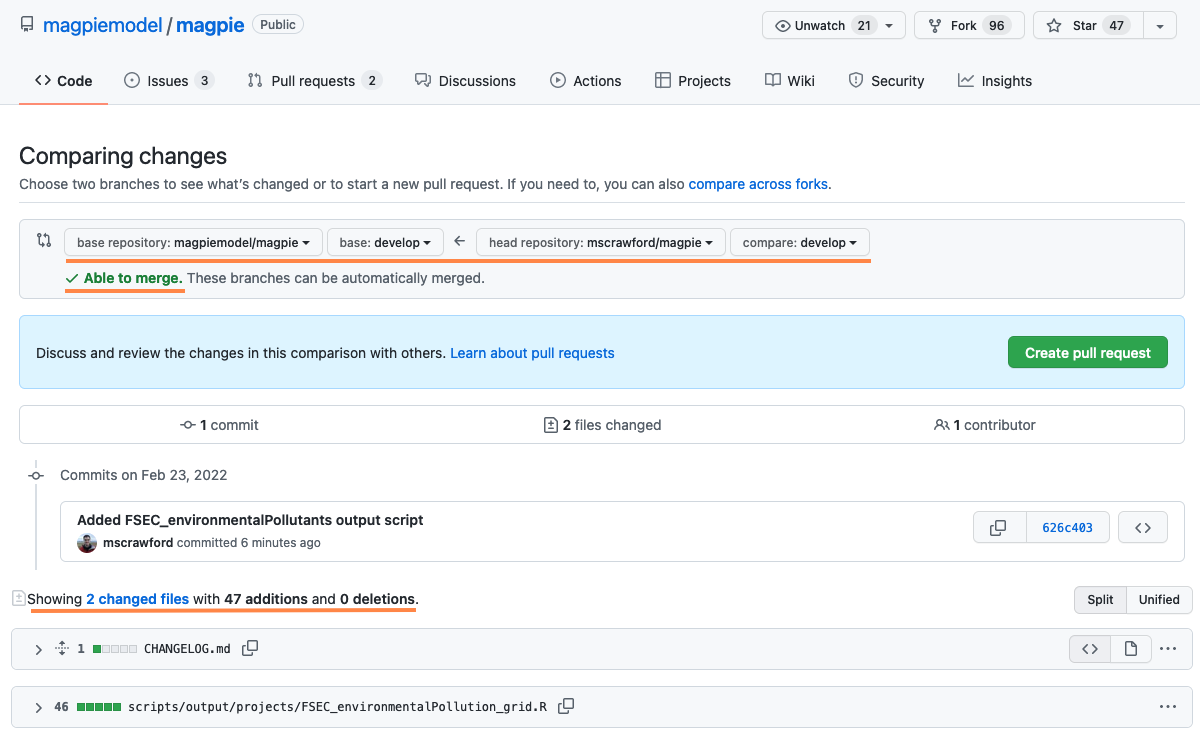 magpiemodel / magpie Public Unwatch 21 Fork 96 Star 47
Code Issues 3 Pull requests 2 Discussions Actions Projects Wiki Security Insights
Comparing changes
Choose two branches to see what's changed or to start a new pull request. If you need to, you can also compare across forks.
base repository: magpiemodel/magpie base: develop ← head repository: mscrawford/magpie compare: develop
✓ Able to merge. These branches can be automatically merged.
Discuss and review the changes in this comparison with others. Learn about pull requests Create pull request
1 commit 2 files changed 1 contributor
Commits on Feb 23, 2022
Added FSEC_environmentalPollutants output script
mscrawford committed 6 minutes ago 626c403
Showing 2 changed files with 47 additions and 0 deletions. Split Unified
1 CHANGELOG.md
46 scripts/output/projects/FSEC_environmentalPollution_grid.R